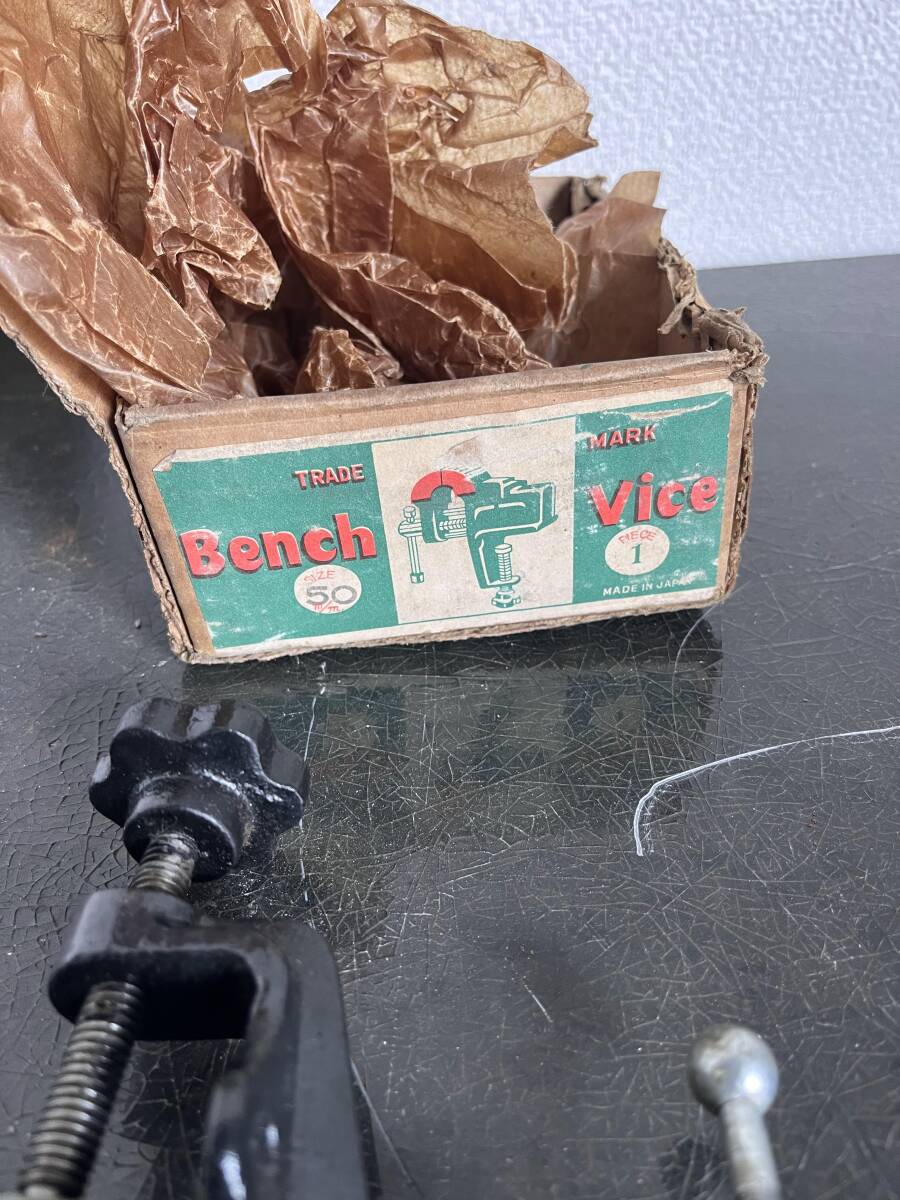 TRADE MARK
Bench Vice
SIZE
50
m/m
PIECE
1
MADE IN JAPAN